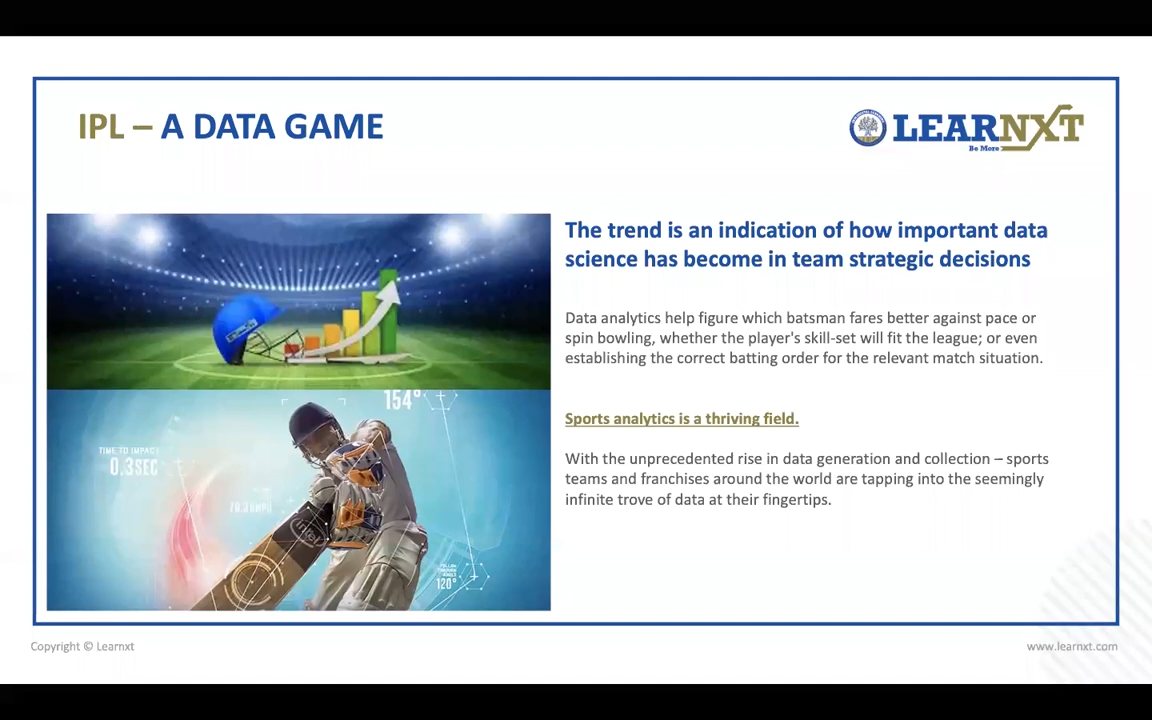 IPL – A DATA GAME
LEARNXT
Be More
The trend is an indication of how important data
science has become in team strategic decisions
Data analytics help figure which batsman fares better against pace or
spin bowling, whether the player's skill-set will fit the league; or even
establishing the correct batting order for the relevant match situation.
Sports analytics is a thriving field.
With the unprecedented rise in data generation and collection – sports
teams and franchises around the world are tapping into the seemingly
infinite trove of data at their fingertips.
154°
TIME TO IMPACT
0.3SEC
intel
120°
Copyright © Learnxt
www.learnxt.com